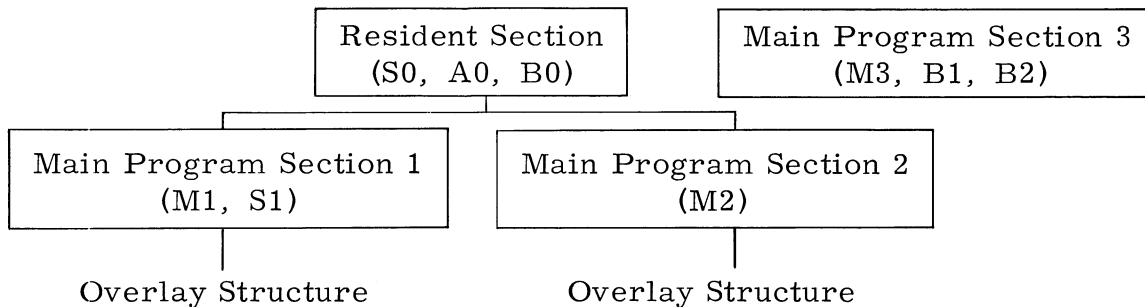 Resident Section
(S0, A0, B0)
Main Program Section 3
(M3, B1, B2)
Main Program Section 1
(M1, S1)
Main Program Section 2
(M2)
Overlay Structure
Overlay Structure